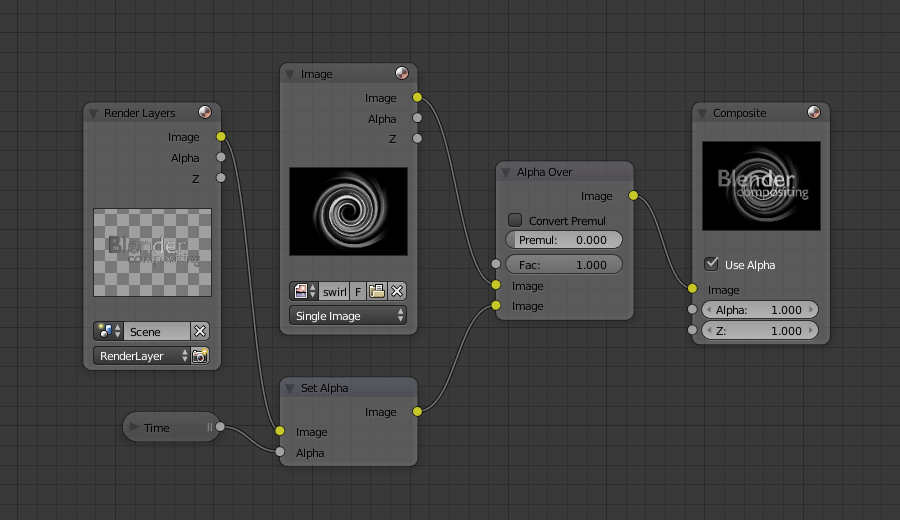 Render Layers
Image
Alpha
Z
Blender
compositing
Scene
RenderLayer
Time
Image
Image
Alpha
Z
swirl
F
Single Image
Set Alpha
Image
Image
Alpha
Alpha Over
Image
Convert Premul
Premul: 0.000
Fac: 1.000
Image
Image
Composite
Blender
compositing
Use Alpha
Image
Alpha: 1.000
Z: 1.000